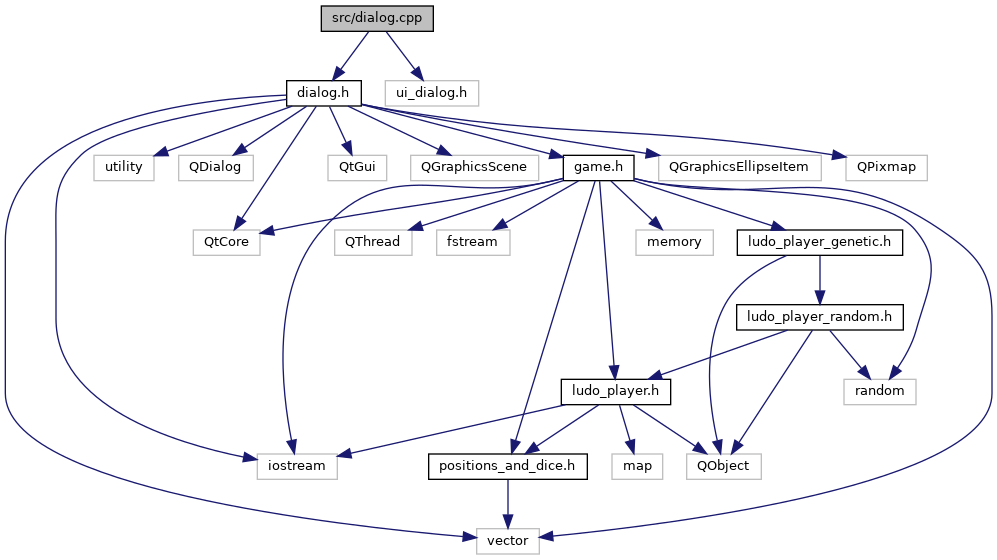 src/dialog.cpp
dialog.h
ui_dialog.h
utility
QDialog
QtGui
QGraphicsScene
game.h
QGraphicsEllipseItem
QPixmap
QtCore
QThread
fstream
memory
ludo_player_genetic.h
ludo_player_random.h
ludo_player.h
random
iostream
positions_and_dice.h
map
QObject
vector